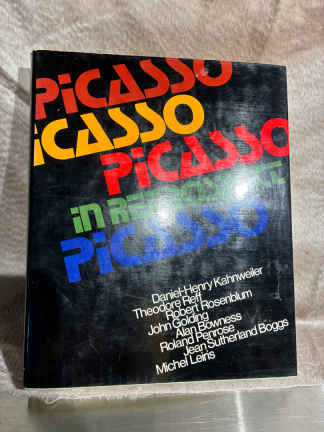 PiCASSO
iCASSO
PiCASSO
in RETROSPECT
PiCASSO
Daniel-Henry Kahnweiler
Theodore Reff
Robert Rosenblum
John Golding
Alan Bowness
Roland Penrose
Jean Sutherland Boggs
Michel Leiris